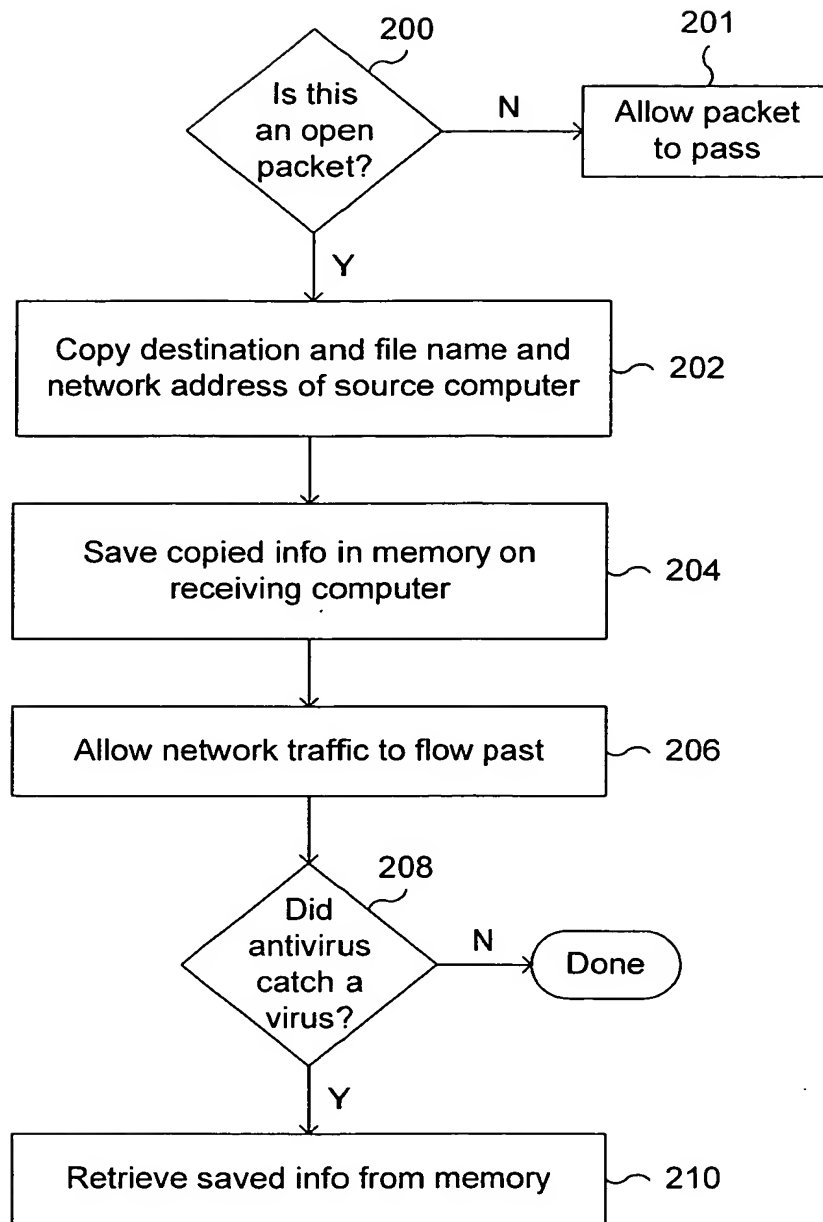 200
Is this
an open
packet?
N
201
Allow packet
to pass
Y
Copy destination and file name and
network address of source computer
202
Save copied info in memory on
receiving computer
204
Allow network traffic to flow past
206
208
Did
antivirus
catch a
virus?
N
Done
Y
Retrieve saved info from memory
210